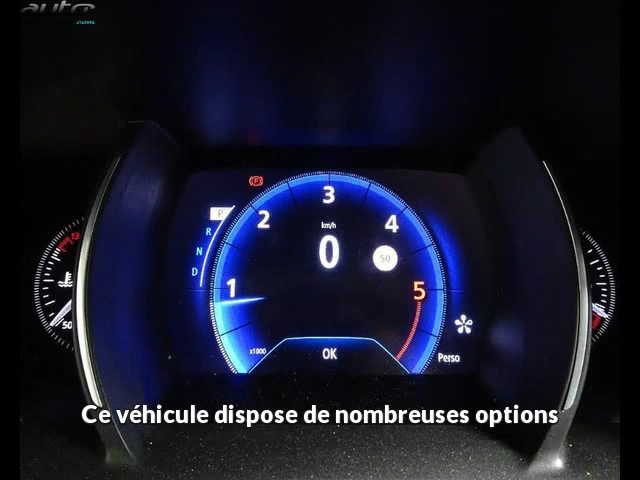 auto
.com
3
2
4
P
R
N
D
km/h
0
50
1
5
x1000
OK
Perso
50
Ce véhicule dispose de nombreuses options